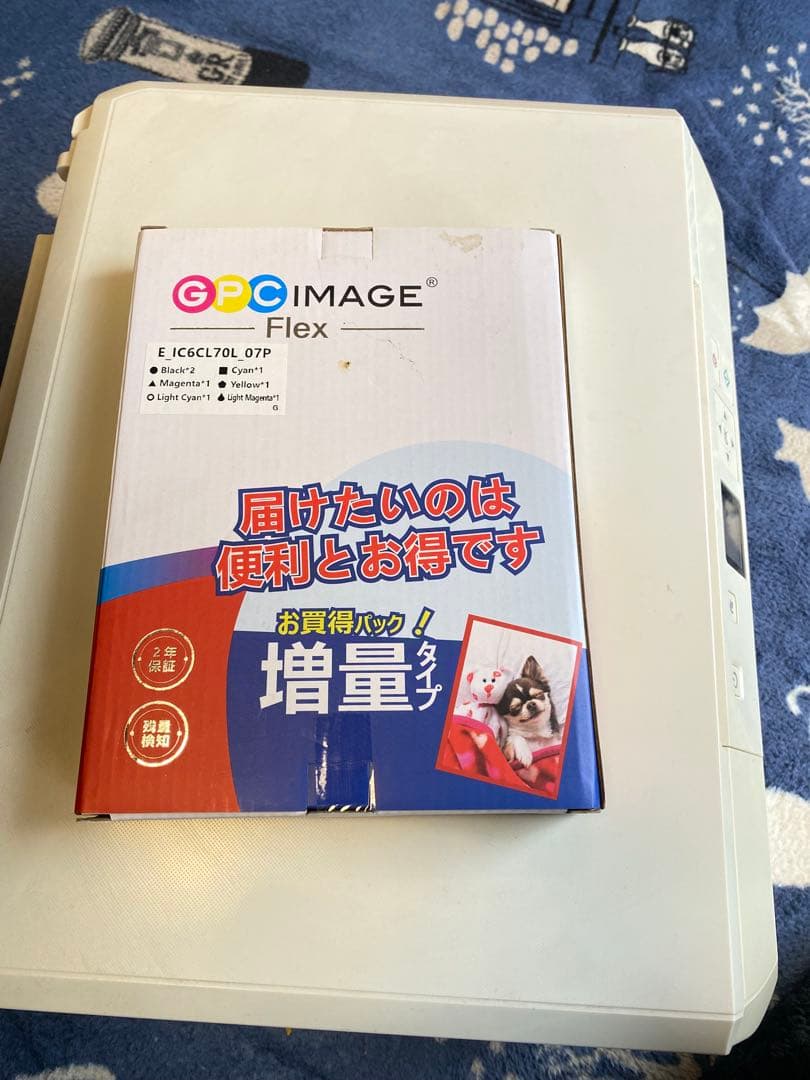 GPC IMAGE®
Flex
E_IC6CL70L_07P
● Black*2 ■ Cyan*1
▲ Magenta*1 ⬟ Yellow*1
○ Light Cyan*1 💧 Light Magenta*1
G
届けたいのは
便利とお得です
お買得パック!
増量タイプ
2年
保証
残量
検知